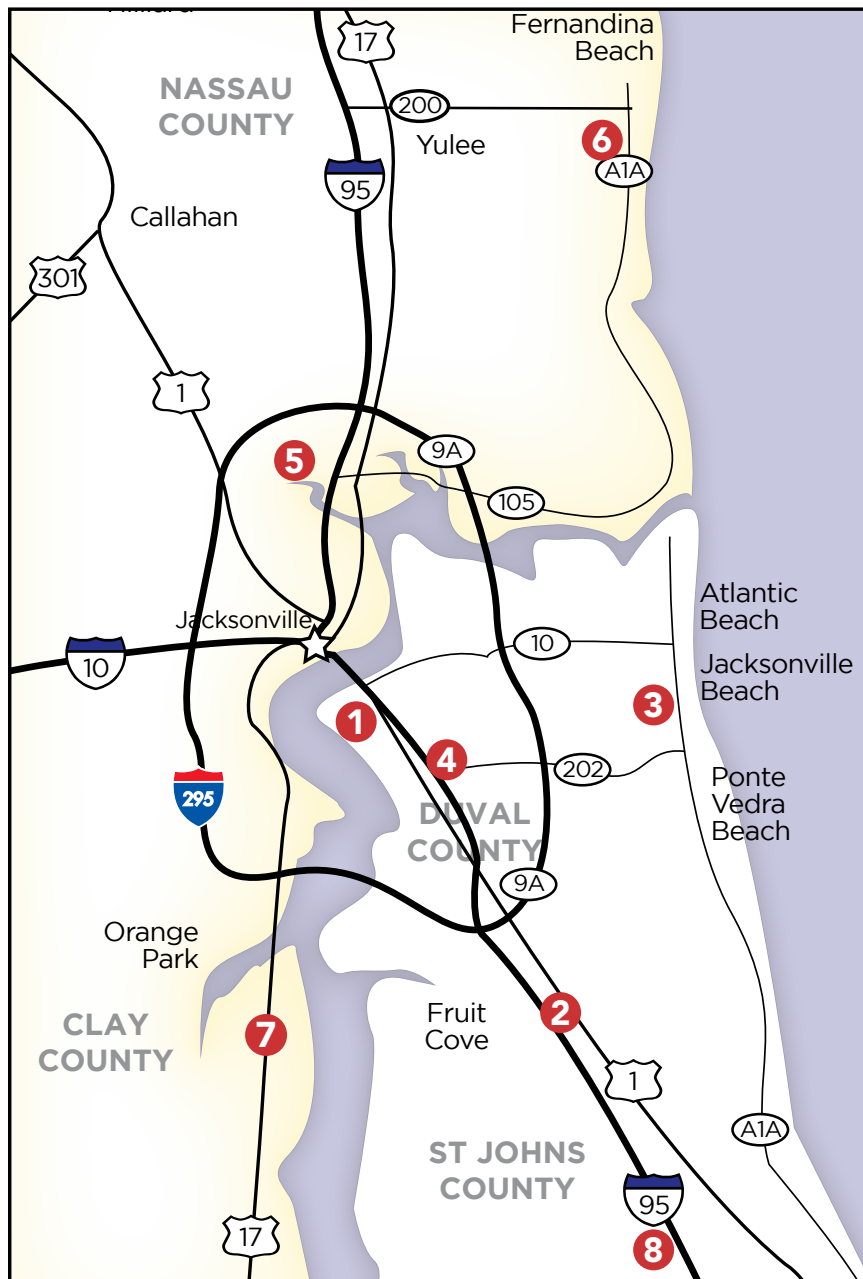 17
Fernandina
Beach
NASSAU
COUNTY
200
Yulee
6
A1A
95
Callahan
301
1
9A
5
105
Jacksonville
10
10
Atlantic
Beach
Jacksonville
Beach
3
1
4
202
295
Ponte
Vedra
Beach
DUVAL
COUNTY
9A
Orange
Park
Fruit
Cove
2
CLAY
COUNTY
7
1
A1A
ST JOHNS
COUNTY
95
17
8